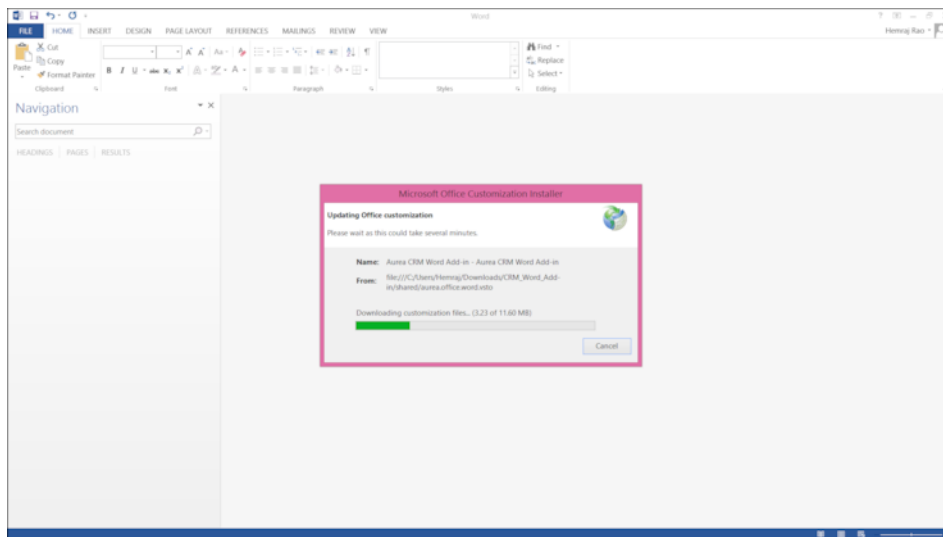 Word
FILE HOME INSERT DESIGN PAGE LAYOUT REFERENCES MAILINGS REVIEW VIEW
Hemraj Rao
Cut
Copy
Format Painter
Paste
Find
Replace
Select
Clipboard Font Paragraph Styles Editing
Navigation
Search document
HEADINGS PAGES RESULTS
Microsoft Office Customization Installer
Updating Office customization
Please wait as this could take several minutes.
Name: Aurea CRM Word Add-in - Aurea CRM Word Add-in
From: file:///C:/Users/Hemraj/Downloads/CRM_Word_Add-
in/shared/aurea.office.word.vsto
Downloading customization files... (3.23 of 11.60 MB)
Cancel